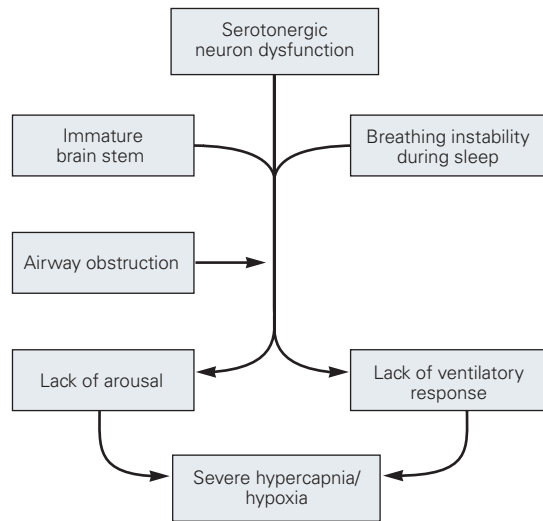 Serotonergic
neuron dysfunction
Immature
brain stem
Breathing instability
during sleep
Airway obstruction
Lack of arousal
Lack of ventilatory
response
Severe hypercapnia/
hypoxia